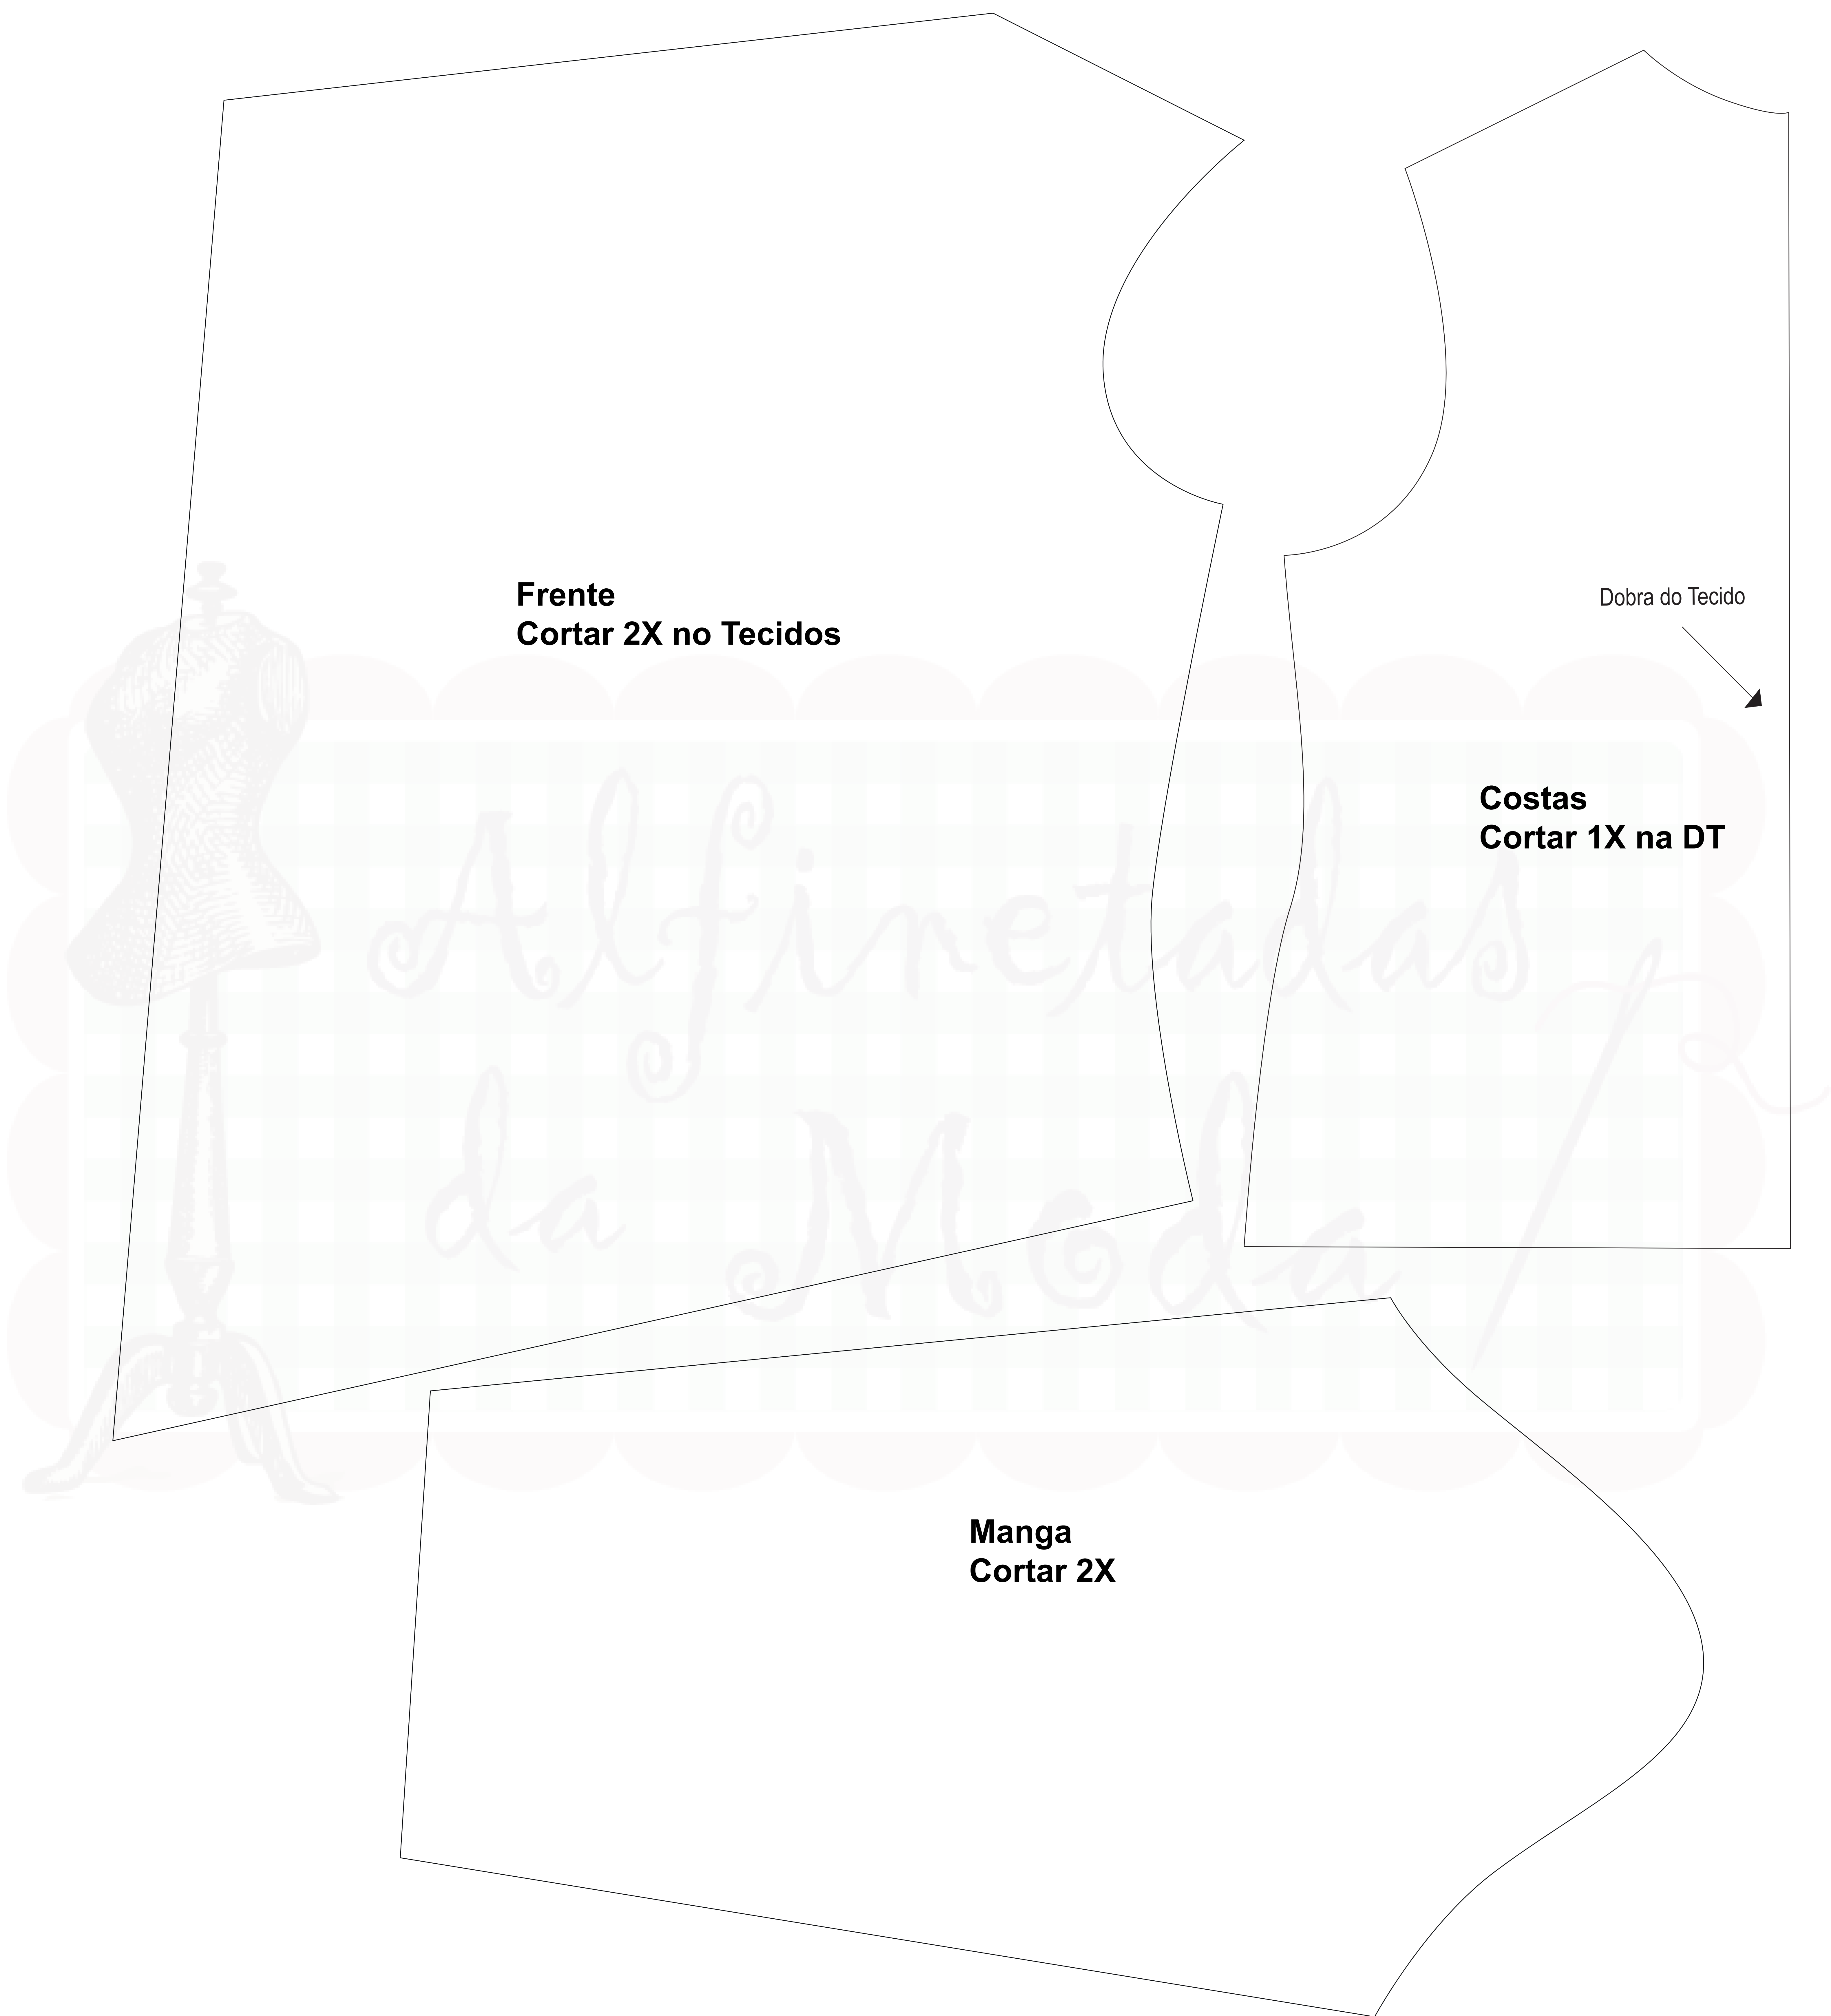 Frente
Cortar 2X no Tecidos
Dobra do Tecido
Costas
Cortar 1X na DT
Alfinetadas
da Moda
Manga
Cortar 2X